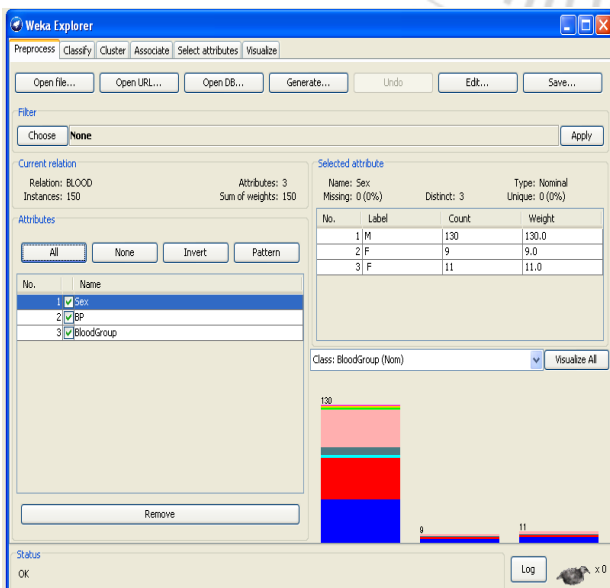 Weka Explorer
Preprocess Classify Cluster Associate Select attributes Visualize
Open file... Open URL... Open DB... Generate... Undo Edit... Save...
Filter
Choose None Apply
Current relation
Relation: BLOOD Attributes: 3
Instances: 150 Sum of weights: 150
Attributes
All None Invert Pattern
No. Name
1 Sex
2 BP
3 BloodGroup
Remove
Selected attribute
Name: Sex Type: Nominal
Missing: 0 (0%) Distinct: 3 Unique: 0 (0%)
No. Label Count Weight
1 M 130 130.0
2 F 9 9.0
3 F 11 11.0
Class: BloodGroup (Nom) Visualize All
130
9
11
Status
OK
Log x 0